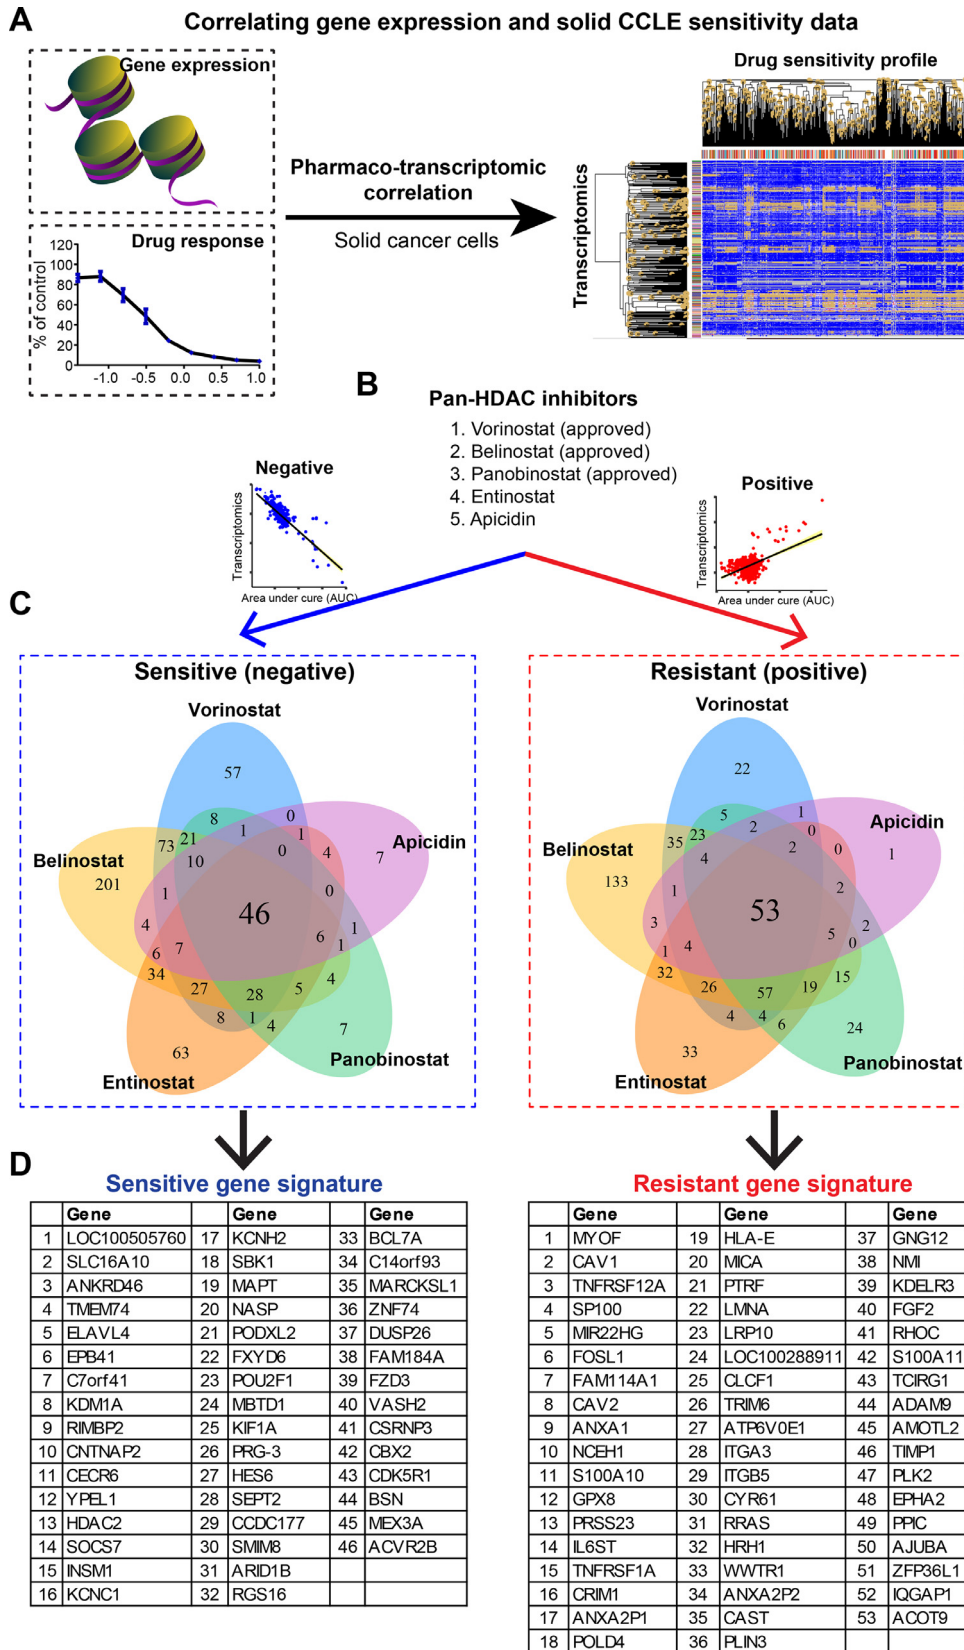 A
Correlating gene expression and solid CCLE sensitivity data
Gene expression
Drug response
% of control
120
100
80
60
40
20
0
-1.0 -0.5 0.0 0.5 1.0
Pharmaco-transcriptomic
correlation
Solid cancer cells
Drug sensitivity profile
Transcriptomics
B
Pan-HDAC inhibitors
1. Vorinostat (approved)
2. Belinostat (approved)
3. Panobinostat (approved)
4. Entinostat
5. Apicidin
Negative
Transcriptomics
Area under cure (AUC)
Positive
Transcriptomics
Area under cure (AUC)
C
Sensitive (negative)
Vorinostat
57
Apicidin
7
Belinostat
201
8
0
1
1
21
73
10
0
4
1
0
46
4
1
6
1
6
7
34
4
27
28
5
8
1
4
7
63
Panobinostat
Entinostat
Resistant (positive)
Vorinostat
22
Apicidin
1
Belinostat
133
5
1
2
0
23
35
4
2
0
1
2
53
3
2
5
0
1
4
32
15
26
57
19
4
4
6
24
33
Panobinostat
Entinostat
D
Sensitive gene signature
Gene Gene Gene
1 LOC100505760 17 KCNH2 33 BCL7A
2 SLC16A10 18 SBK1 34 C14orf93
3 ANKRD46 19 MAPT 35 MARCKSL1
4 TMEM74 20 NASP 36 ZNF74
5 ELAVL4 21 PODXL2 37 DUSP26
6 EPB41 22 FXYD6 38 FAM184A
7 C7orf41 23 POU2F1 39 FZD3
8 KDM1A 24 MBTD1 40 VASH2
9 RIMBP2 25 KIF1A 41 CSRNP3
10 CNTNAP2 26 PRG-3 42 CBX2
11 CECR6 27 HES6 43 CDK5R1
12 YPEL1 28 SEPT2 44 BSN
13 HDAC2 29 CCDC177 45 MEX3A
14 SOCS7 30 SMIM8 46 ACVR2B
15 INSM1 31 ARID1B
16 KCNC1 32 RGS16
Resistant gene signature
Gene Gene Gene
1 MYOF 19 HLA-E 37 GNG12
2 CAV1 20 MICA 38 NMI
3 TNFRSF12A 21 PTRF 39 KDELR3
4 SP100 22 LMNA 40 FGF2
5 MIR22HG 23 LRP10 41 RHOC
6 FOSL1 24 LOC100288911 42 S100A11
7 FAM114A1 25 CLCF1 43 TCIRG1
8 CAV2 26 TRIM6 44 ADAM9
9 ANXA1 27 ATP6V0E1 45 AMOTL2
10 NCEH1 28 ITGA3 46 TIMP1
11 S100A10 29 ITGB5 47 PLK2
12 GPX8 30 CYR61 48 EPHA2
13 PRSS23 31 RRAS 49 PPIC
14 IL6ST 32 HRH1 50 AJUBA
15 TNFRSF1A 33 WWTR1 51 ZFP36L1
16 CRIM1 34 ANXA2P2 52 IQGAP1
17 ANXA2P1 35 CAST 53 ACOT9
18 POLD4 36 PLIN3